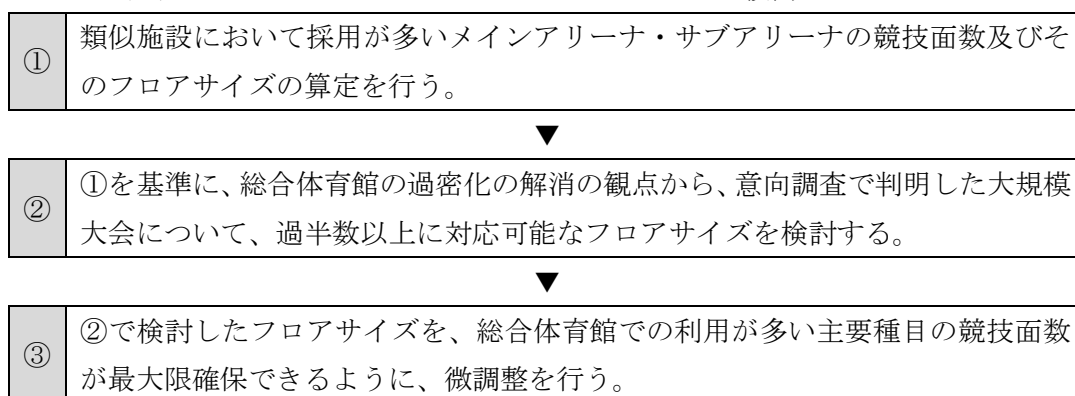 ①
類似施設において採用が多いメインアリーナ・サブアリーナの競技面数及びそ
のフロアサイズの算定を行う。
▼
②
①を基準に、総合体育館の過密化の解消の観点から、意向調査で判明した大規模
大会について、過半数以上に対応可能なフロアサイズを検討する。
▼
③
②で検討したフロアサイズを、総合体育館での利用が多い主要種目の競技面数
が最大限確保できるように、微調整を行う。